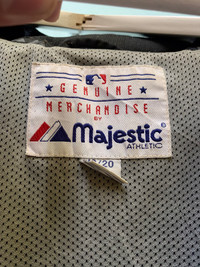 GENUINE
MERCHANDISE
BY
Majestic®
ATHLETIC